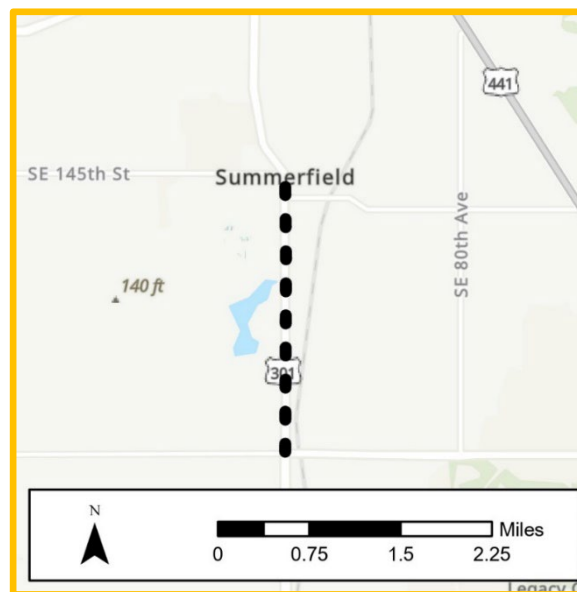 441
SE 145th St
Summerfield
SE 80th Ave
140 ft
301
N
Miles
0 0.75 1.5 2.25
Legacy